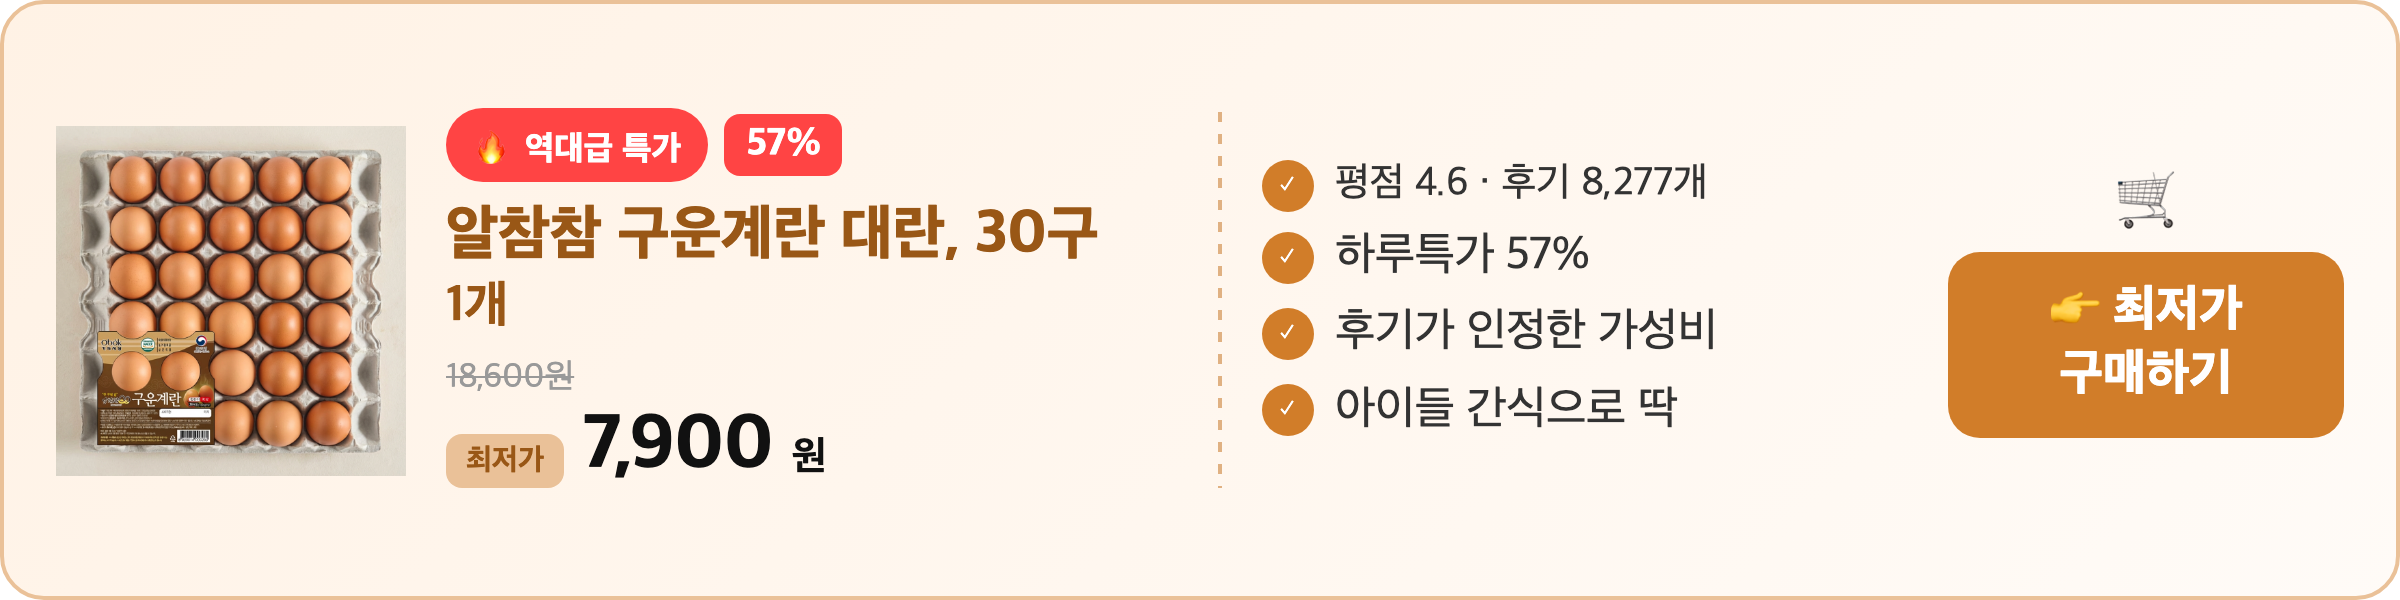 역대급 특가
57%
알참참 구운계란 대란, 30구
1개
18,600원
최저가
7,900 원
평점 4.6 · 후기 8,277개
하루특가 57%
후기가 인정한 가성비
아이들 간식으로 딱
최저가
구매하기
구운계란